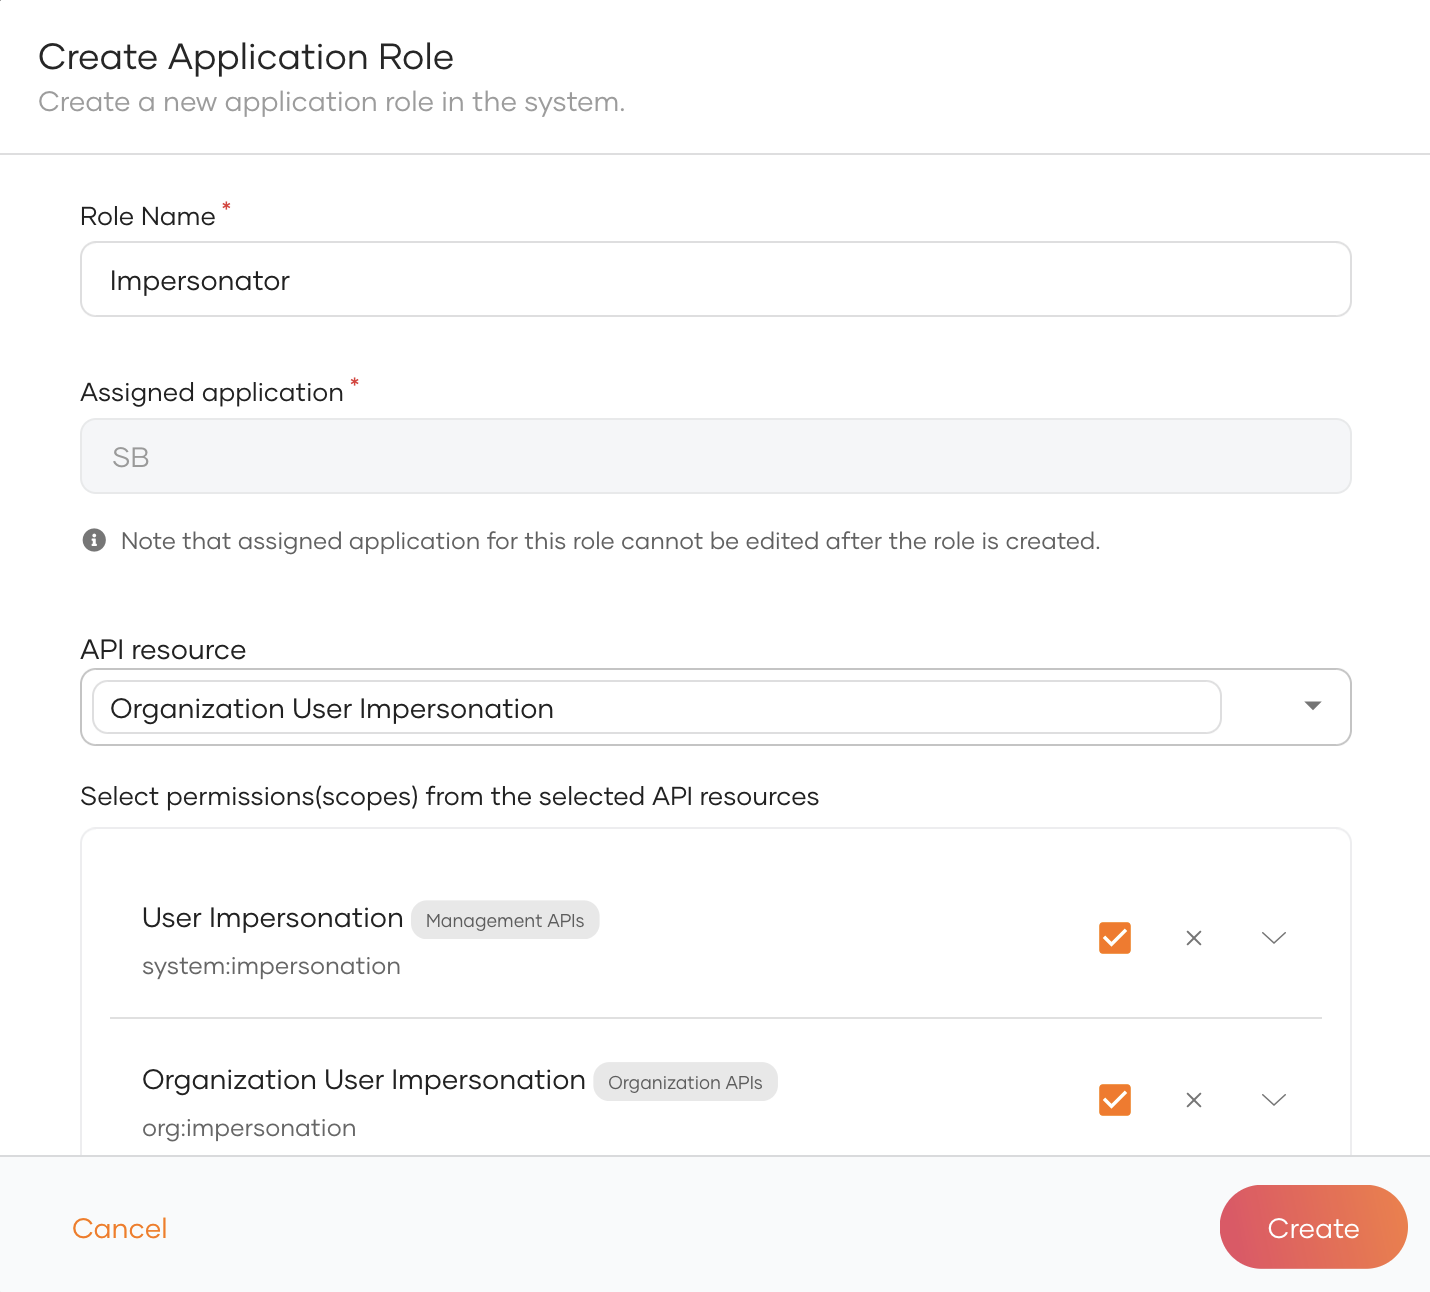 Create Application Role
Create a new application role in the system.
Role Name *
Impersonator
Assigned application *
SB
Note that assigned application for this role cannot be edited after the role is created.
API resource
Organization User Impersonation
Select permissions(scopes) from the selected API resources
User Impersonation Management APIs
system:impersonation
Organization User Impersonation Organization APIs
org:impersonation
Cancel
Create